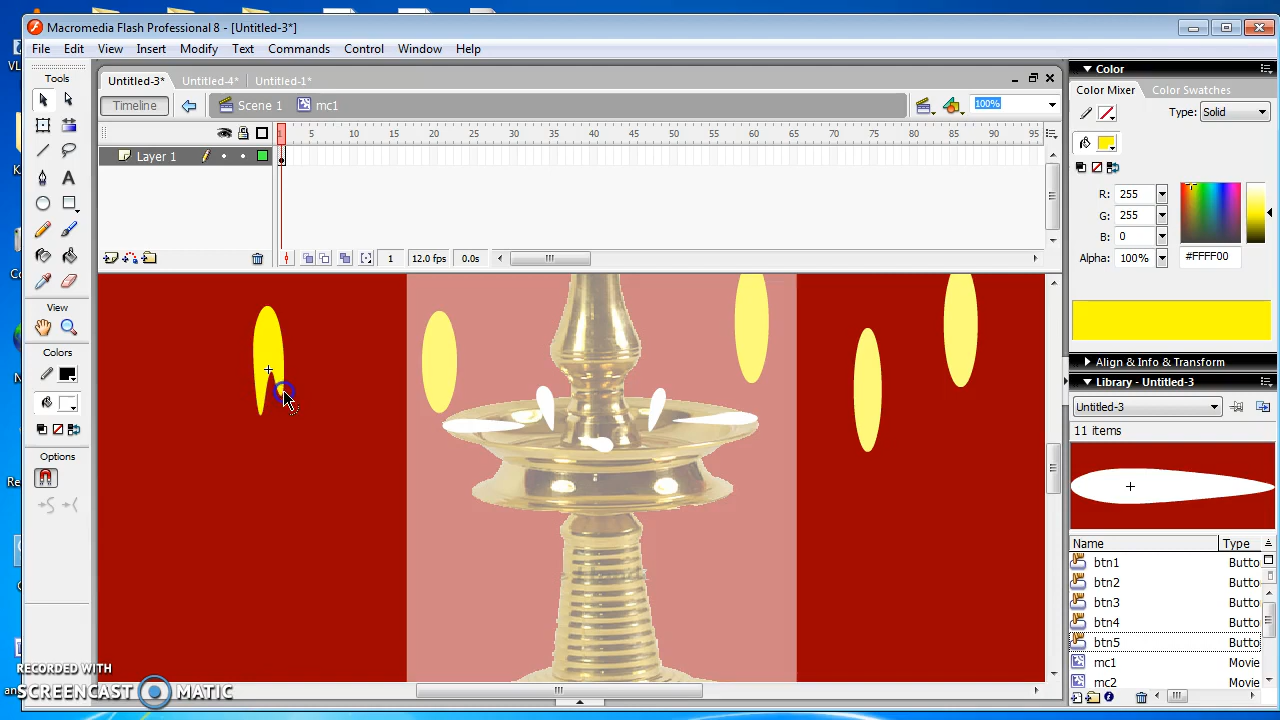 Macromedia Flash Professional 8 - [Untitled-3*]
File Edit View Insert Modify Text Commands Control Window Help
Tools
Untitled-3* Untitled-4* Untitled-1*
Timeline Scene 1 mc1 100%
1 5 10 15 20 25 30 35 40 45 50 55 60 65 70 75 80 85 90 95
Layer 1
1 12.0 fps 0.0s
View
Colors
Options
Color
Color Mixer Color Swatches
Type: Solid
R: 255
G: 255
B: 0
Alpha: 100% #FFFF00
Align & Info & Transform
Library - Untitled-3
Untitled-3
11 items
Name Type
btn1 Butto
btn2 Butto
btn3 Butto
btn4 Butto
btn5 Butto
mc1 Movie
mc2 Movie
VL
K
Co
Re
N
an
RECORDED WITH
SCREENCAST MATIC